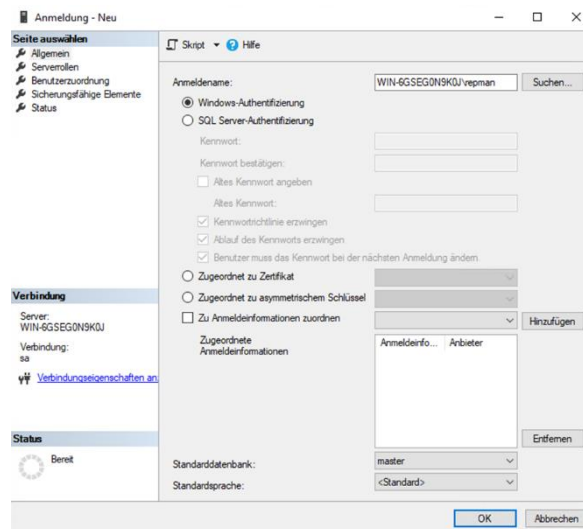 Anmeldung - Neu
Seite auswählen
Allgemein
Serverrollen
Benutzerzuordnung
Sicherungsfähige Elemente
Status
Skript
Hilfe
Anmeldename:
WIN-6GSEG0N9K0J\repman
Suchen...
Windows-Authentifizierung
SQL Server-Authentifizierung
Kennwort:
Kennwort bestätigen:
Altes Kennwort angeben
Altes Kennwort:
Kennwortrichtlinie erzwingen
Ablauf des Kennworts erzwingen
Benutzer muss das Kennwort bei der nächsten Anmeldung ändern
Zugeordnet zu Zertifikat
Zugeordnet zu asymmetrischem Schlüssel
Zu Anmeldeinformationen zuordnen
Hinzufügen
Zugeordnete
Anmeldeinformationen
Anmeldeinfo... Anbieter
Entfernen
Standarddatenbank:
master
Standardsprache:
<Standard>
Verbindung
Server:
WIN-6GSEG0N9K0J
Verbindung:
sa
Verbindungseigenschaften an
Status
Bereit
OK
Abbrechen